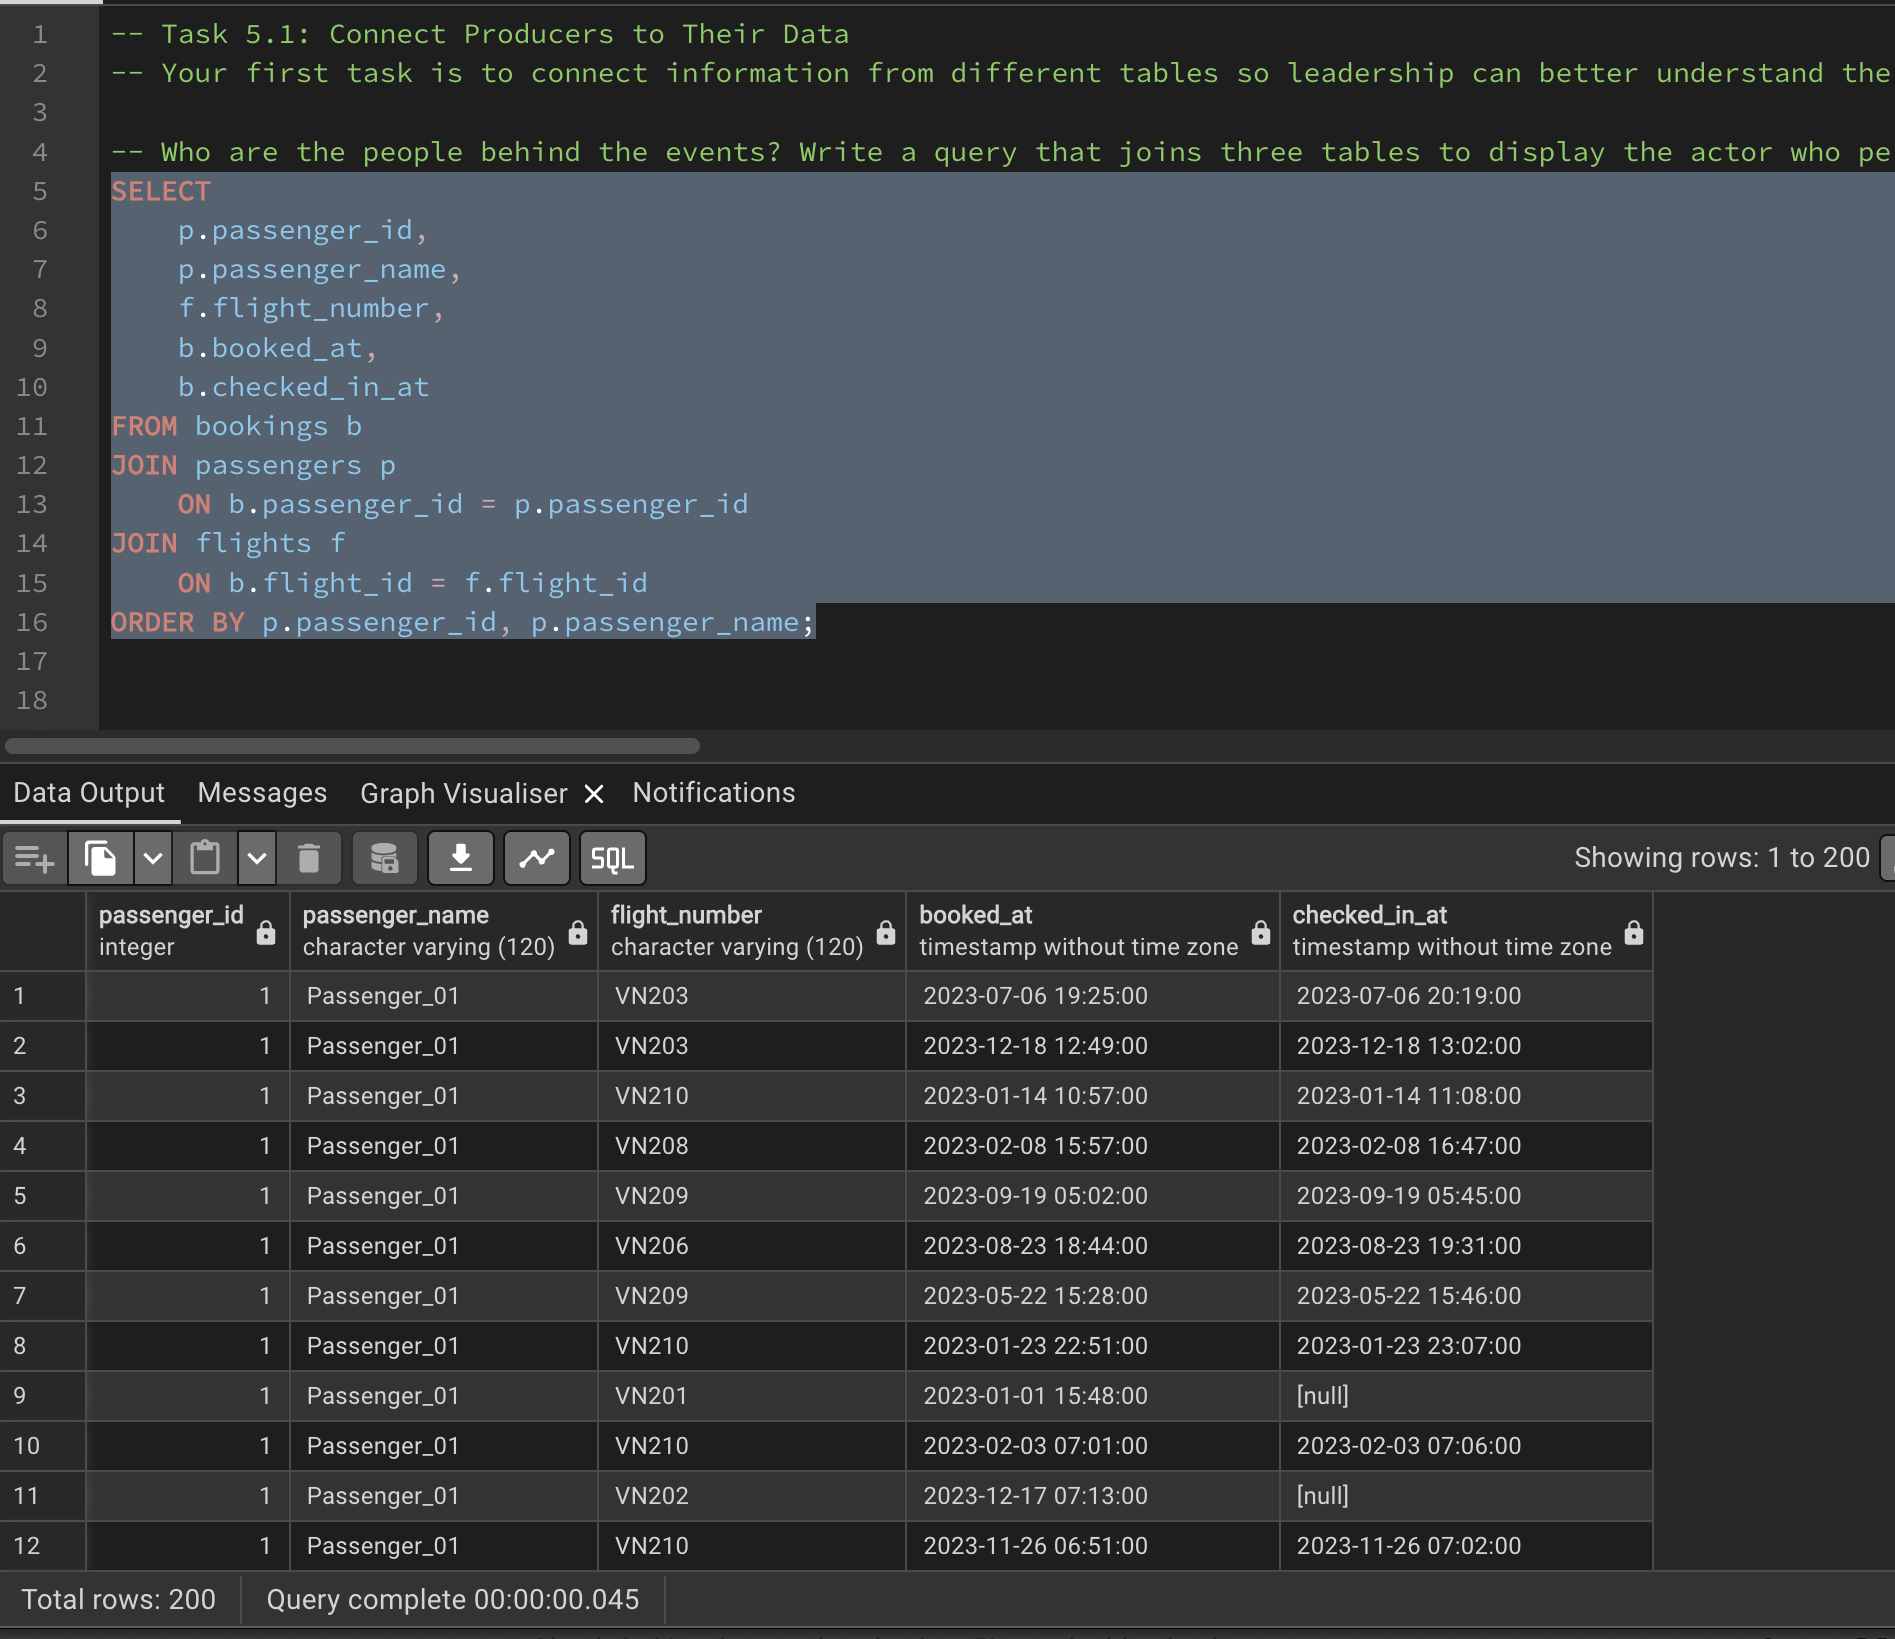 1 -- Task 5.1: Connect Producers to Their Data
2 -- Your first task is to connect information from different tables so leadership can better understand the
3
4 -- Who are the people behind the events? Write a query that joins three tables to display the actor who pe
5 SELECT
6 p.passenger_id,
7 p.passenger_name,
8 f.flight_number,
9 b.booked_at,
10 b.checked_in_at
11 FROM bookings b
12 JOIN passengers p
13 ON b.passenger_id = p.passenger_id
14 JOIN flights f
15 ON b.flight_id = f.flight_id
16 ORDER BY p.passenger_id, p.passenger_name;
17
18
Data Output Messages Graph Visualiser × Notifications
SQL Showing rows: 1 to 200
passenger_id passenger_name flight_number booked_at checked_in_at
integer character varying (120) character varying (120) timestamp without time zone timestamp without time zone
1 1 Passenger_01 VN203 2023-07-06 19:25:00 2023-07-06 20:19:00
2 1 Passenger_01 VN203 2023-12-18 12:49:00 2023-12-18 13:02:00
3 1 Passenger_01 VN210 2023-01-14 10:57:00 2023-01-14 11:08:00
4 1 Passenger_01 VN208 2023-02-08 15:57:00 2023-02-08 16:47:00
5 1 Passenger_01 VN209 2023-09-19 05:02:00 2023-09-19 05:45:00
6 1 Passenger_01 VN206 2023-08-23 18:44:00 2023-08-23 19:31:00
7 1 Passenger_01 VN209 2023-05-22 15:28:00 2023-05-22 15:46:00
8 1 Passenger_01 VN210 2023-01-23 22:51:00 2023-01-23 23:07:00
9 1 Passenger_01 VN201 2023-01-01 15:48:00 [null]
10 1 Passenger_01 VN210 2023-02-03 07:01:00 2023-02-03 07:06:00
11 1 Passenger_01 VN202 2023-12-17 07:13:00 [null]
12 1 Passenger_01 VN210 2023-11-26 06:51:00 2023-11-26 07:02:00
Total rows: 200 Query complete 00:00:00.045